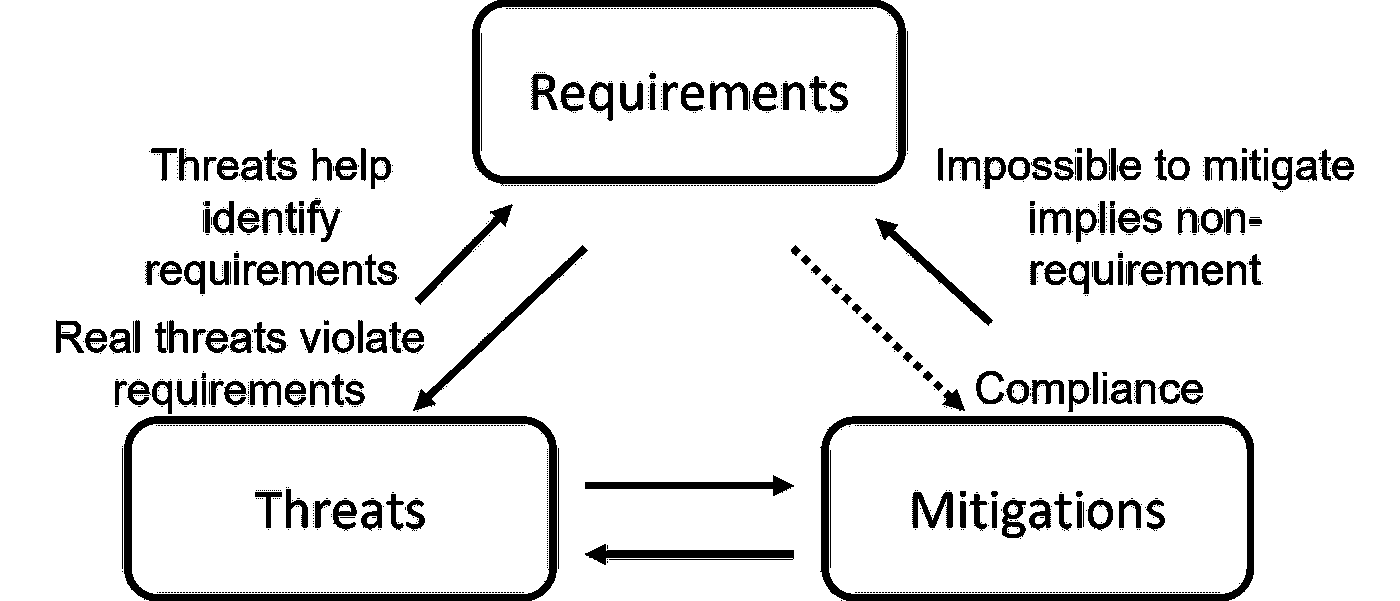 Requirements
Threats help
identify
requirements
Impossible to mitigate
implies non-
requirement
Real threats violate
requirements
Compliance
Threats
Mitigations